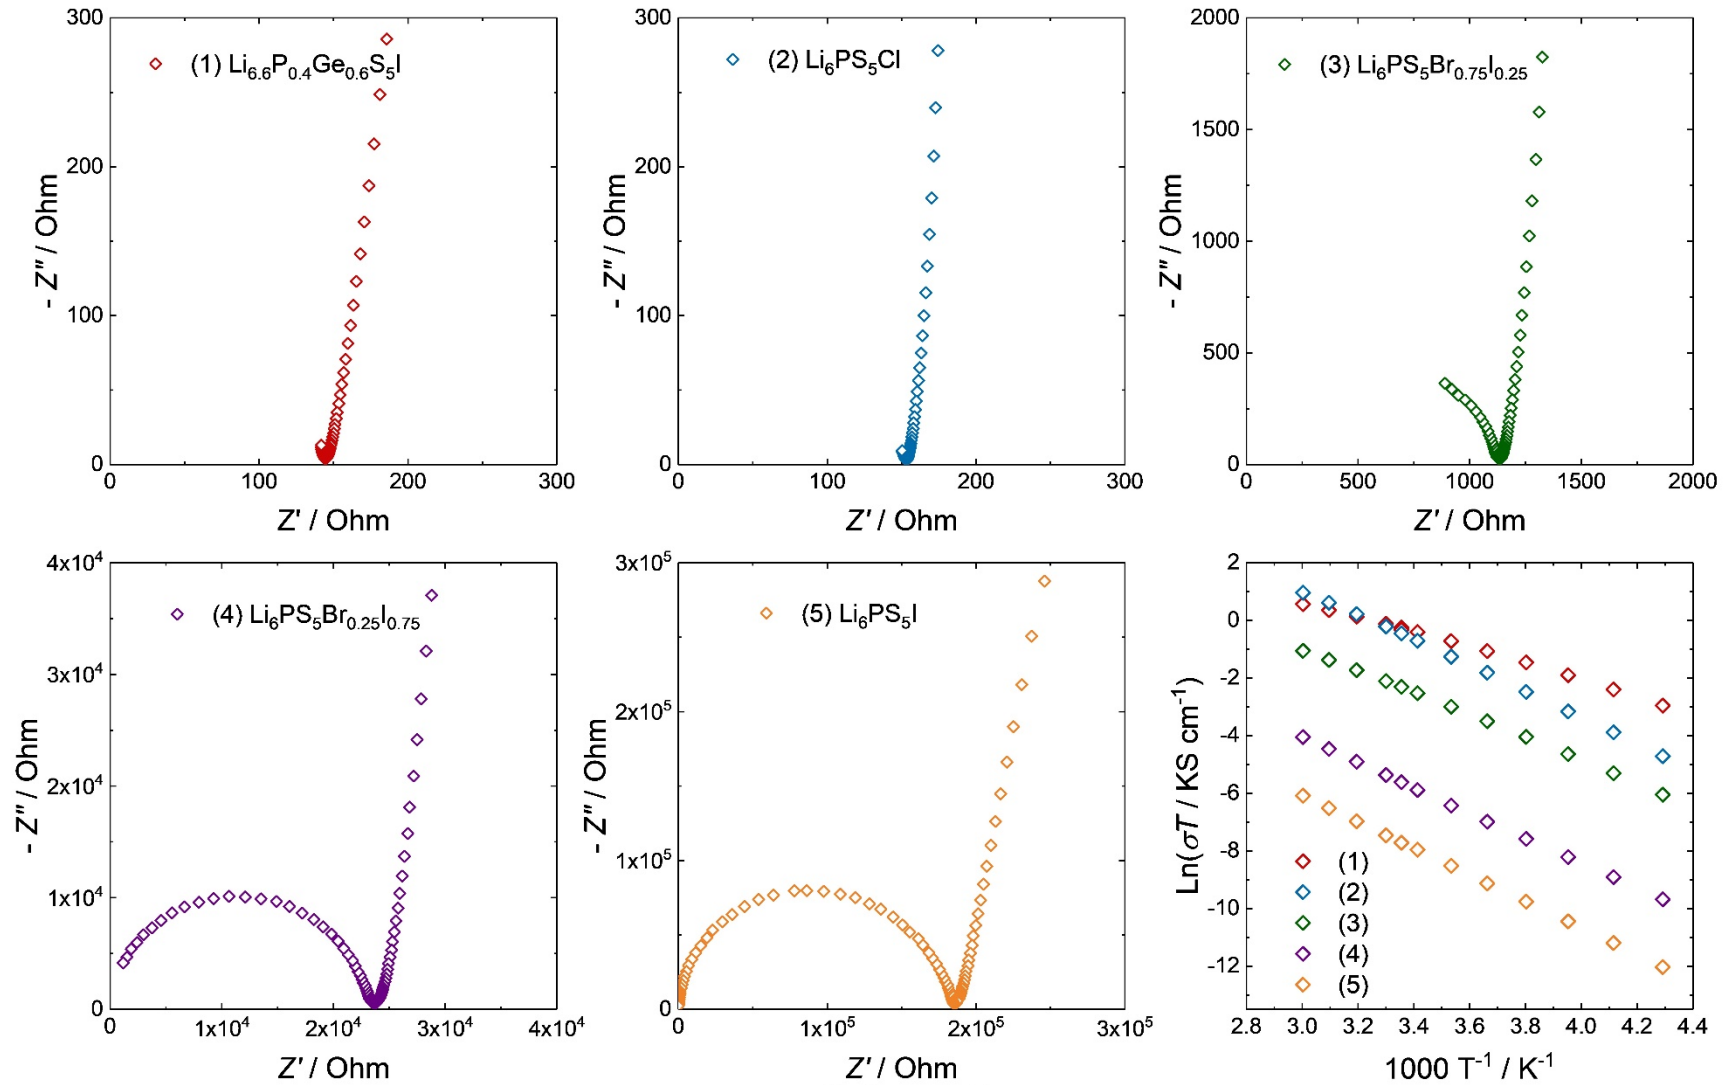 300
200
100
0
0
100
200
300
- Z" / Ohm
Z' / Ohm
(1) Li6.6P0.4Ge0.6S5I
300
200
100
0
0
100
200
300
- Z" / Ohm
Z' / Ohm
(2) Li6PS5Cl
2000
1500
1000
500
0
0
500
1000
1500
2000
- Z" / Ohm
Z' / Ohm
(3) Li6PS5Br0.75I0.25
4x10^4
3x10^4
2x10^4
1x10^4
0
0
1x10^4
2x10^4
3x10^4
4x10^4
- Z" / Ohm
Z' / Ohm
(4) Li6PS5Br0.25I0.75
3x10^5
2x10^5
1x10^5
0
0
1x10^5
2x10^5
3x10^5
- Z" / Ohm
Z' / Ohm
(5) Li6PS5I
2
0
-2
-4
-6
-8
-10
-12
2.8
3.0
3.2
3.4
3.6
3.8
4.0
4.2
4.4
Ln(σT / KS cm^-1)
1000 T^-1 / K^-1
(1)
(2)
(3)
(4)
(5)